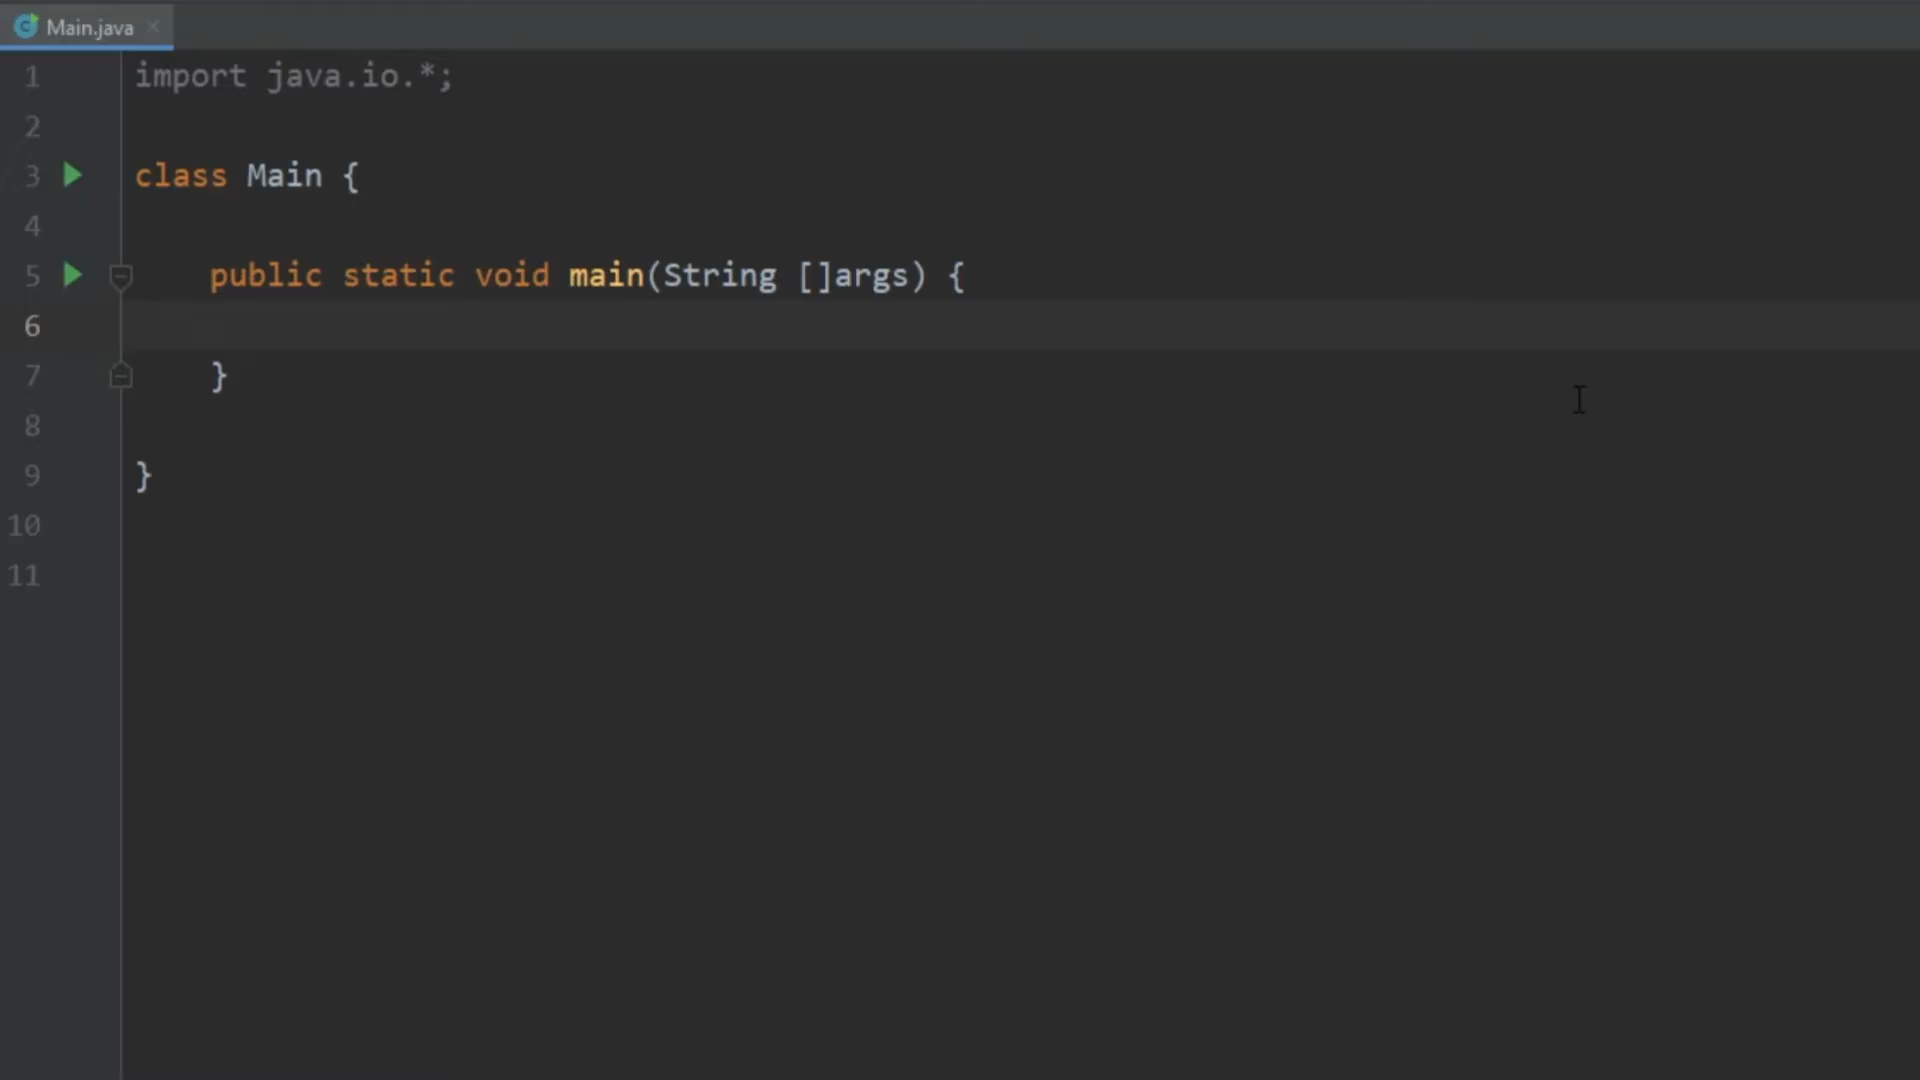 Main.java
1 import java.io.*;
2
3 class Main {
4
5 public static void main(String []args) {
6
7 }
8
9 }
10
11